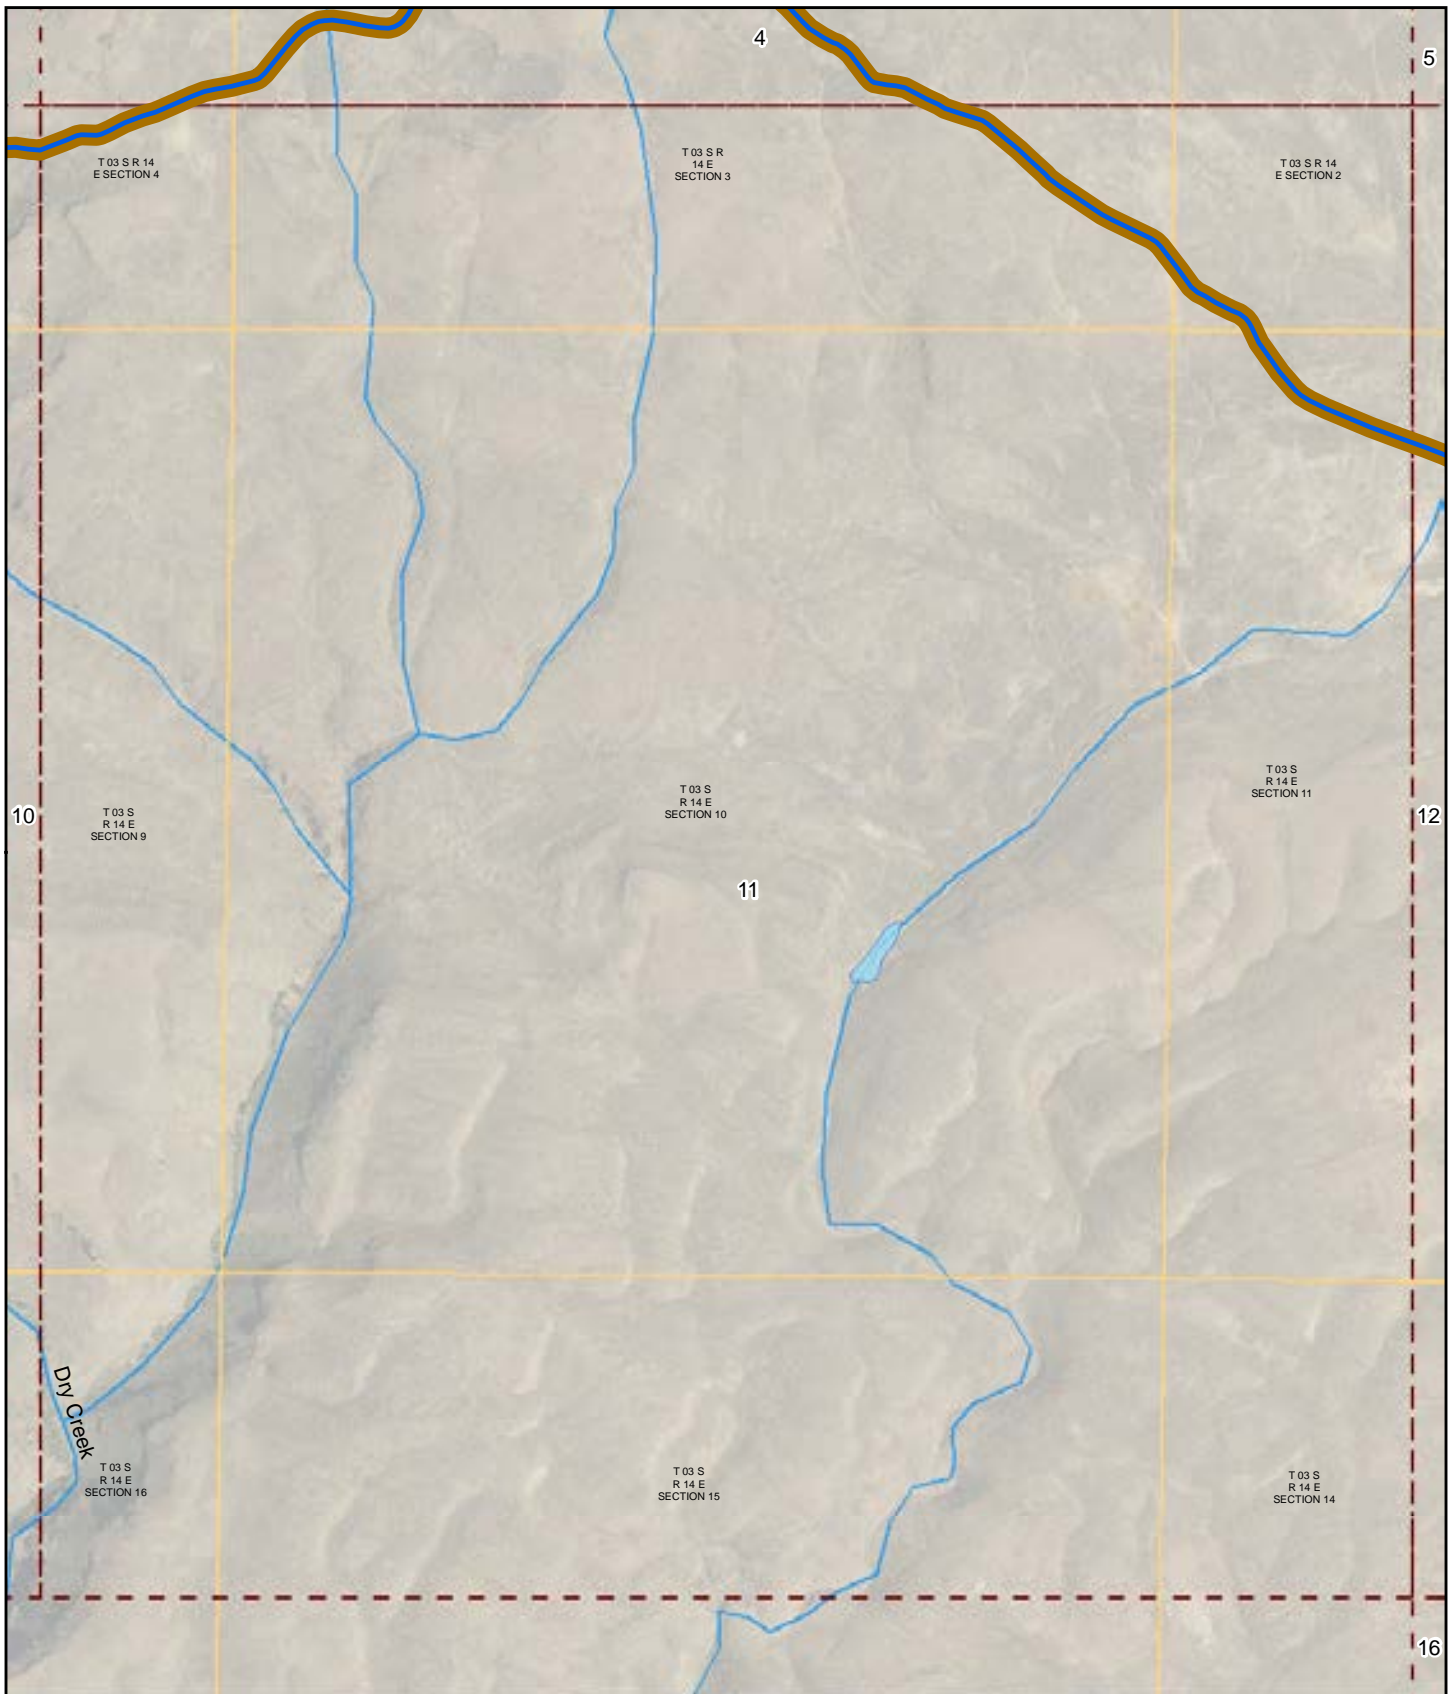 4
5
T 03 S R 14
E SECTION 4
T 03 S R
14 E
SECTION 3
T 03 S R 14
E SECTION 2
10
T 03 S
R 14 E
SECTION 9
T 03 S
R 14 E
SECTION 10
T 03 S
R 14 E
SECTION 11
12
11
Dry Creek
T 03 S
R 14 E
SECTION 16
T 03 S
R 14 E
SECTION 15
T 03 S
R 14 E
SECTION 14
16